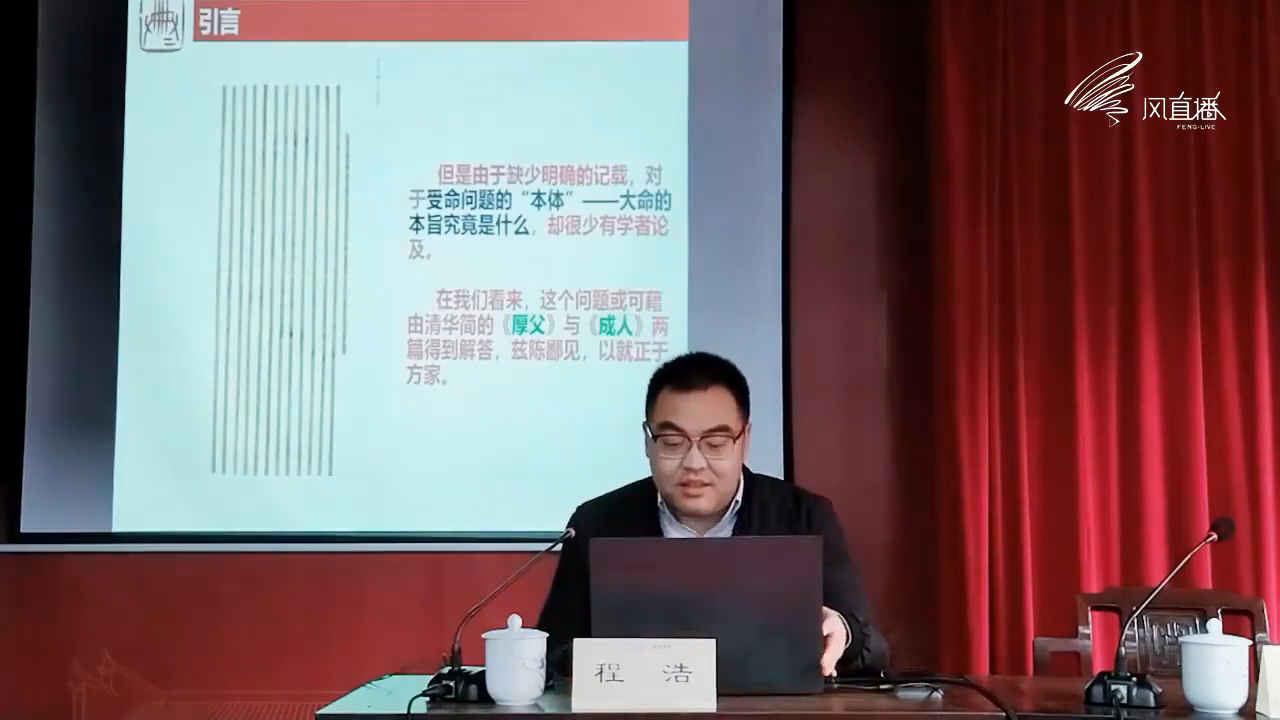 引言
风直播
FENG·LIVE
但是由于缺少明确的记载，对
于受命问题的“本体”——大命的
本旨究竟是什么，却很少有学者论
及。
在我们看来，这个问题或可藉
由清华简的《厚父》与《成人》两
篇得到解答，兹陈鄙见，以就正于
方家。
程 浩